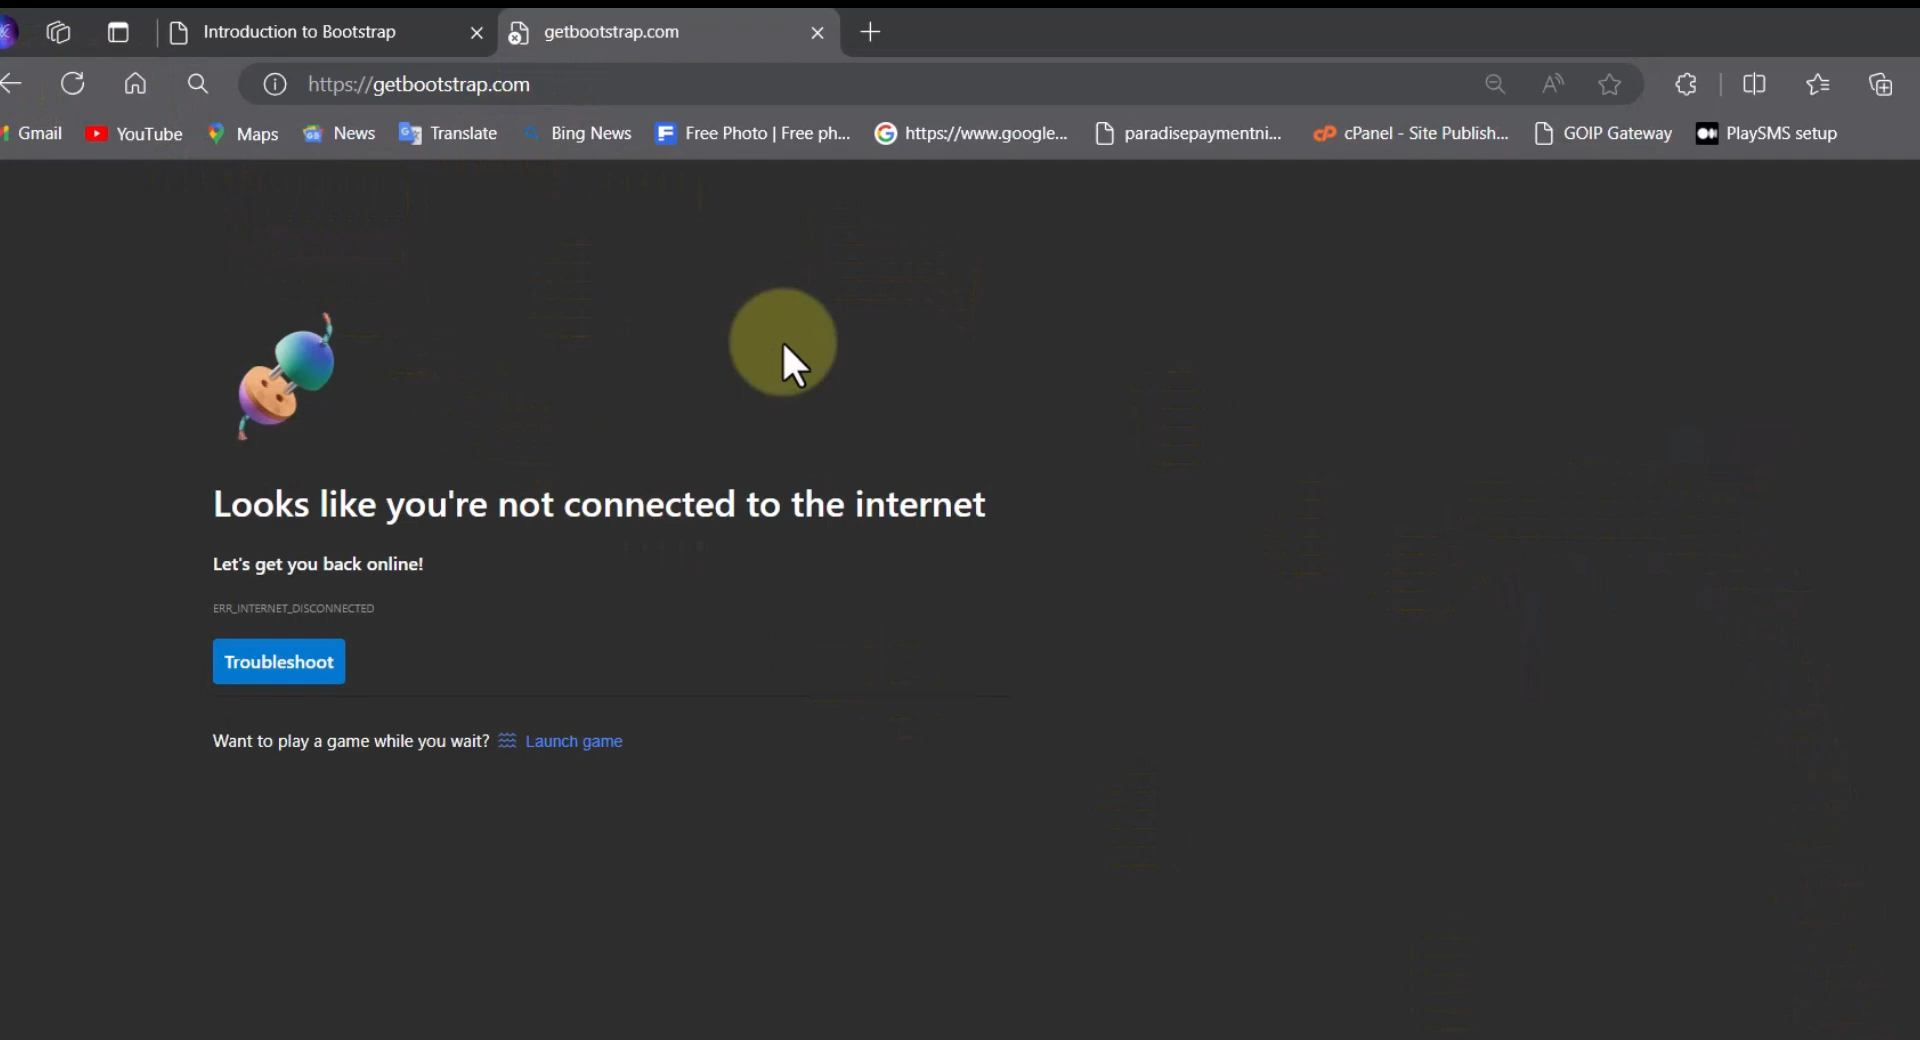 Introduction to Bootstrap
getbootstrap.com
https://getbootstrap.com
Gmail YouTube Maps News Translate Bing News Free Photo | Free ph... https://www.google... paradisepaymentni... cPanel - Site Publish... GOIP Gateway PlaySMS setup
Looks like you're not connected to the internet
Let's get you back online!
ERR_INTERNET_DISCONNECTED
Troubleshoot
Want to play a game while you wait? Launch game